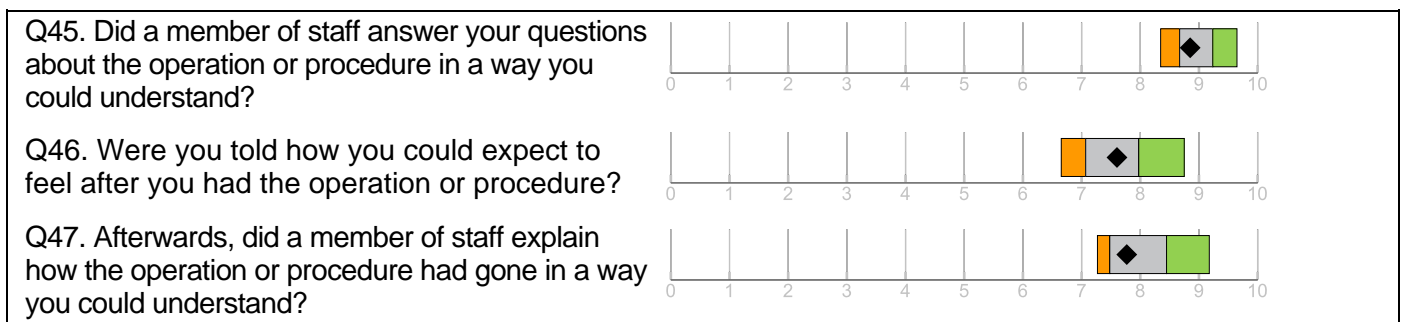 Q45. Did a member of staff answer your questions
about the operation or procedure in a way you
could understand?
0 1 2 3 4 5 6 7 8 9 10
Q46. Were you told how you could expect to
feel after you had the operation or procedure?
0 1 2 3 4 5 6 7 8 9 10
Q47. Afterwards, did a member of staff explain
how the operation or procedure had gone in a way
you could understand?
0 1 2 3 4 5 6 7 8 9 10